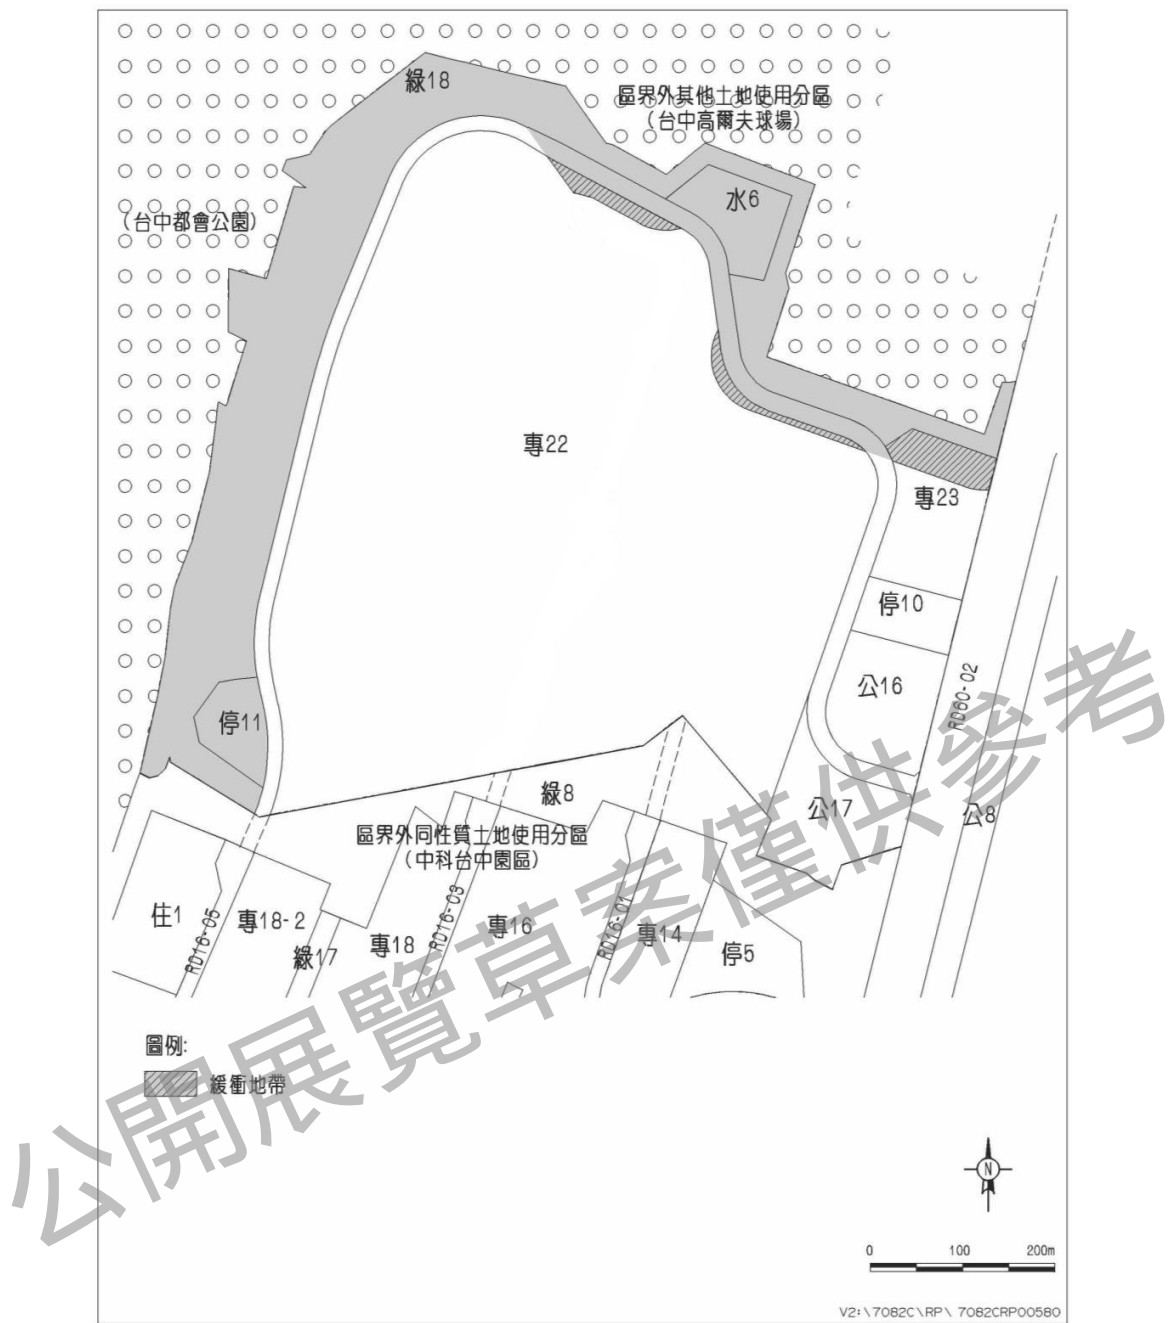 綠18
區界外其他土地使用分區
(台中高爾夫球場)
水6
(台中都會公園)
專22
專23
停10
公16
RD60-02
停11
綠8
公17
公8
區界外同性質土地使用分區
(中科台中園區)
住1
RD16-05
專18-2
綠17
專18
RD16-03
專16
RD16-01
專14
停5
圖例:
緩衝地帶
公開展覽草案僅供參考
N
0 100 200m
V2:\7082C\RP\ 7082CRP00580